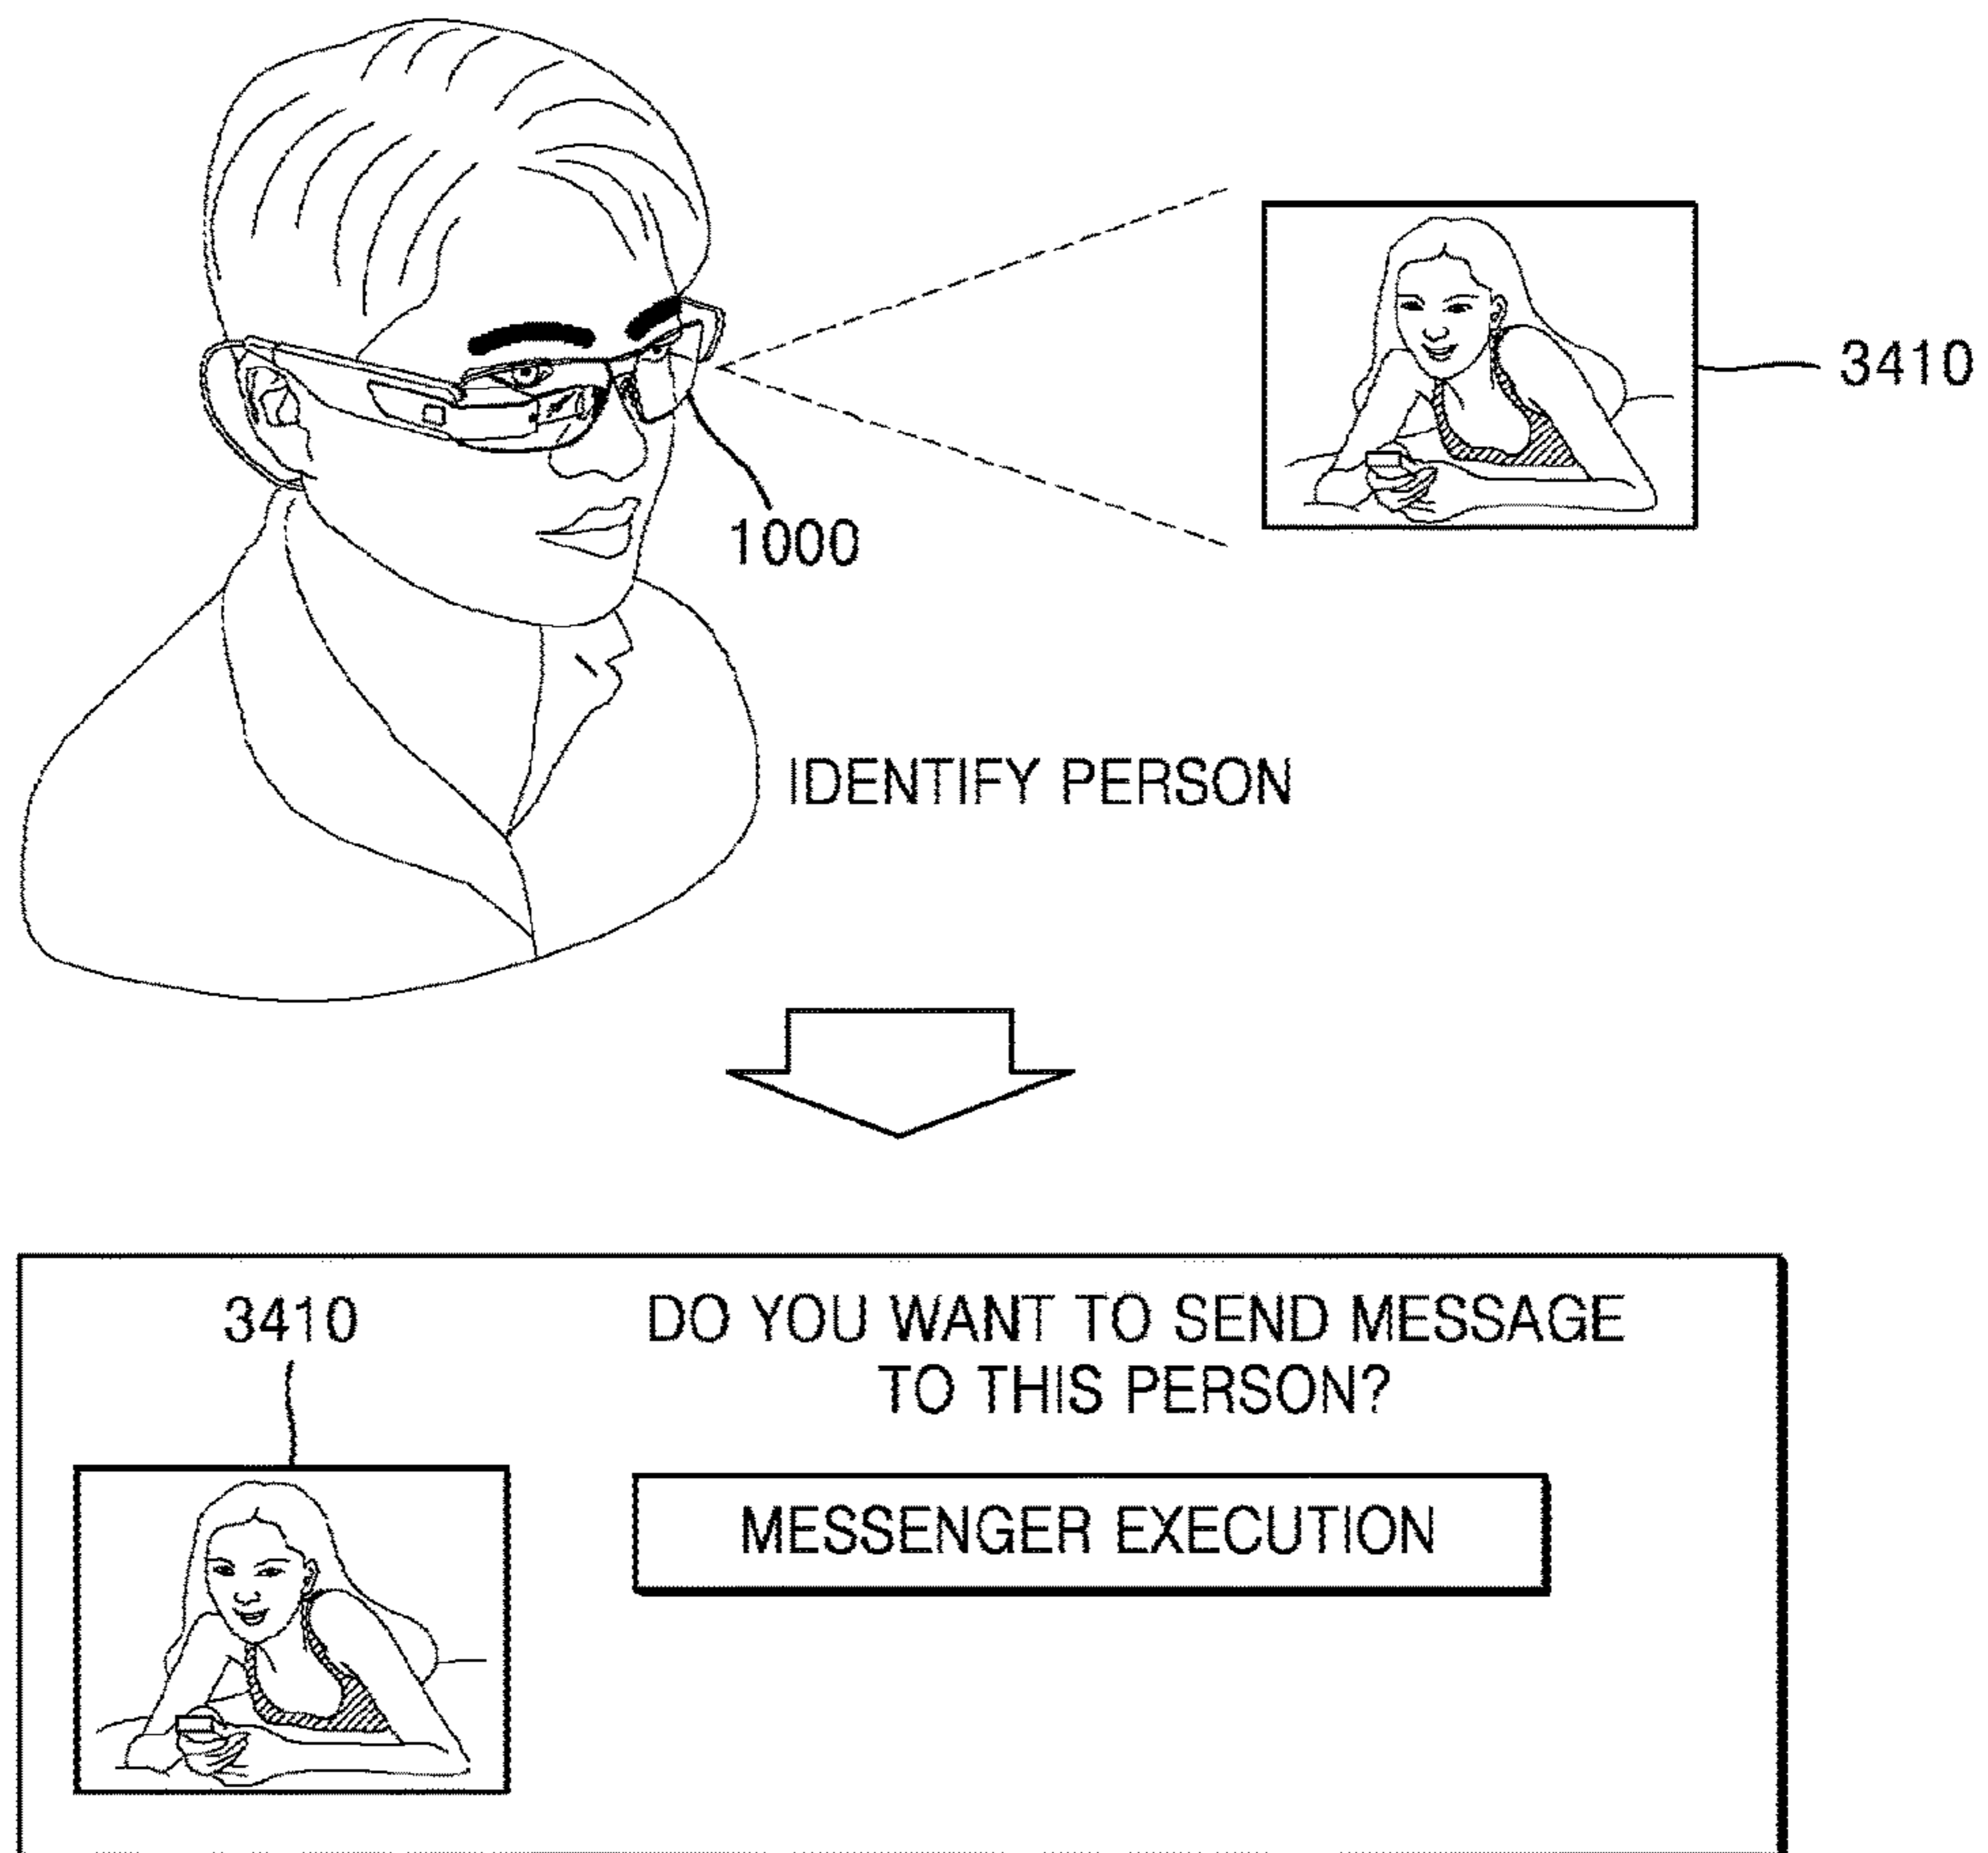 3410
1000
IDENTIFY PERSON
3410
DO YOU WANT TO SEND MESSAGE
TO THIS PERSON?
MESSENGER EXECUTION